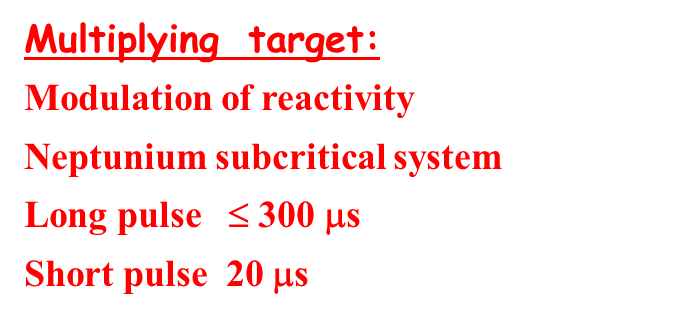 Multiplying target:
Modulation of reactivity
Neptunium subcritical system
Long pulse ≤ 300 μs
Short pulse 20 μs